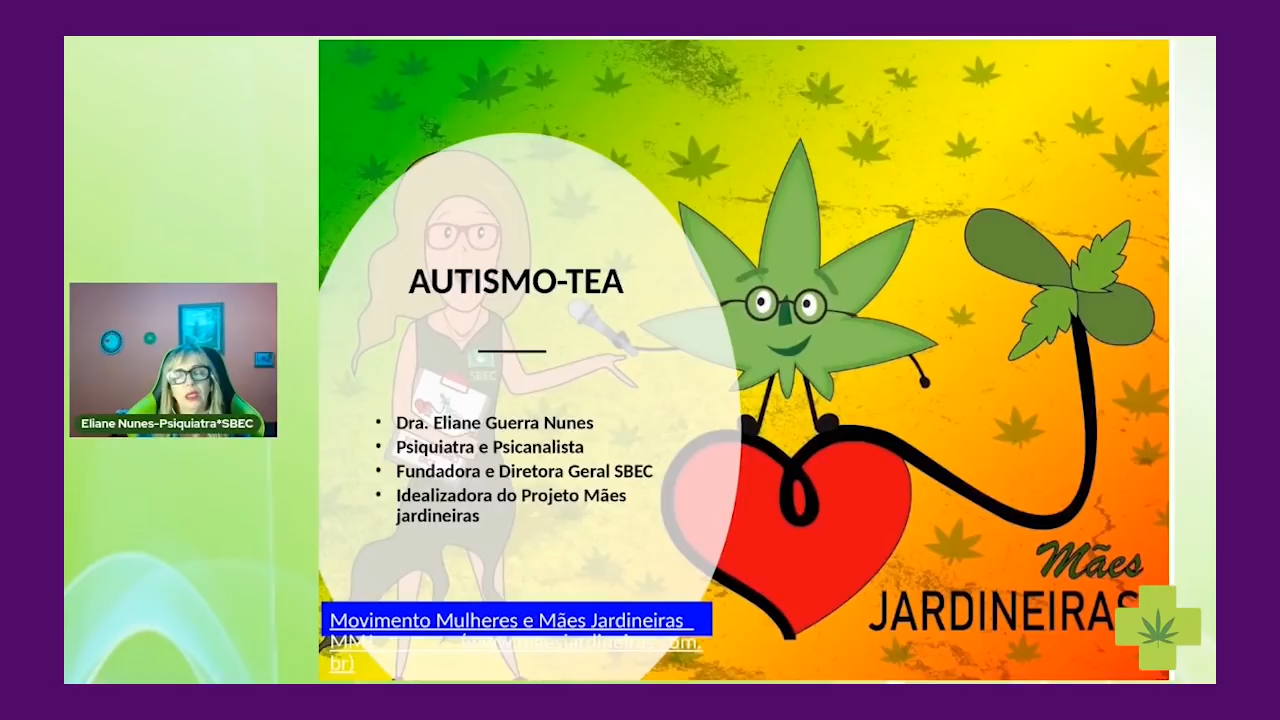 AUTISMO-TEA
• Dra. Eliane Guerra Nunes
• Psiquiatra e Psicanalista
• Fundadora e Diretora Geral SBEC
• Idealizadora do Projeto Mães
jardineiras
Movimento Mulheres e Mães Jardineiras
br)
Eliane Nunes-Psiquiatra*SBEC
SBEC
Mães
JARDINEIRAS